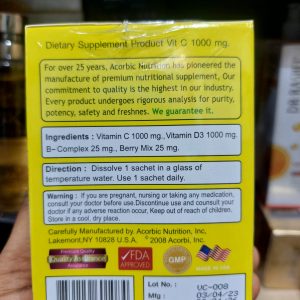 Dietary Supplement Product Vit C 1000 mg.
For over 25 years, Acorbic Nutrition has pioneered the
manufacture of premium nutritional supplement, Our
commitment to quality is the highest in our industry.
Every product undergoes rigorous analysis for purity,
potency, safety and freshnes. We guarantee it.
Ingredients : Vitamin C 1000 mg.,Vitamin D3 1000 mg.
B-Complex 25 mg., Berry Mix 25 mg.
Direction : Dissolve 1 sachet in a glass of
temperature water. Use 1 sachet daily.
Warning : If you are pregnant, nursing or taking any medication,
consult your doctor before use.Discontinue use and counsult your
doctor if any adverse reaction occur. Keep out of reach of children.
Store in a cool, dry place.
Carefully Manufactured by. Acorbic Nutrition, Inc.
Lakemont,NY 10828 U.S.A. © 2008 Acorbi, Inc.
Premium Quality
Quality Assurance
FDA
APPROVED
GMP
MADE IN USA
Lot No. : UC-008
Mfg : 03/04/23